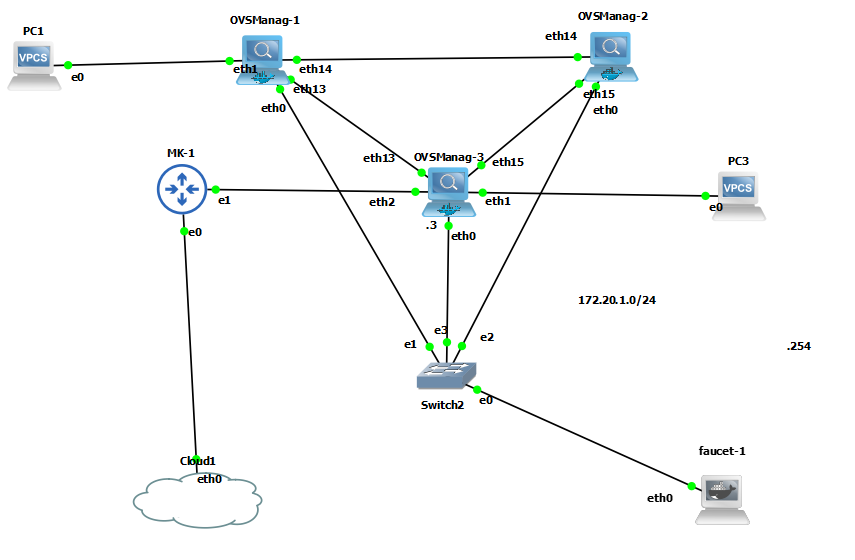 OVSManag-1
OVSManag-2
PC1
eth14
VPCS
eth1
eth14
e0
eth13
eth15
eth0
eth0
MK-1
eth13
OVSManag-3
eth15
PC3
VPCS
e1
eth2
eth1
e0
.3
eth0
e0
172.20.1.0/24
e3
e2
e1
.254
Switch2
e0
faucet-1
Cloud1
eth0
eth0